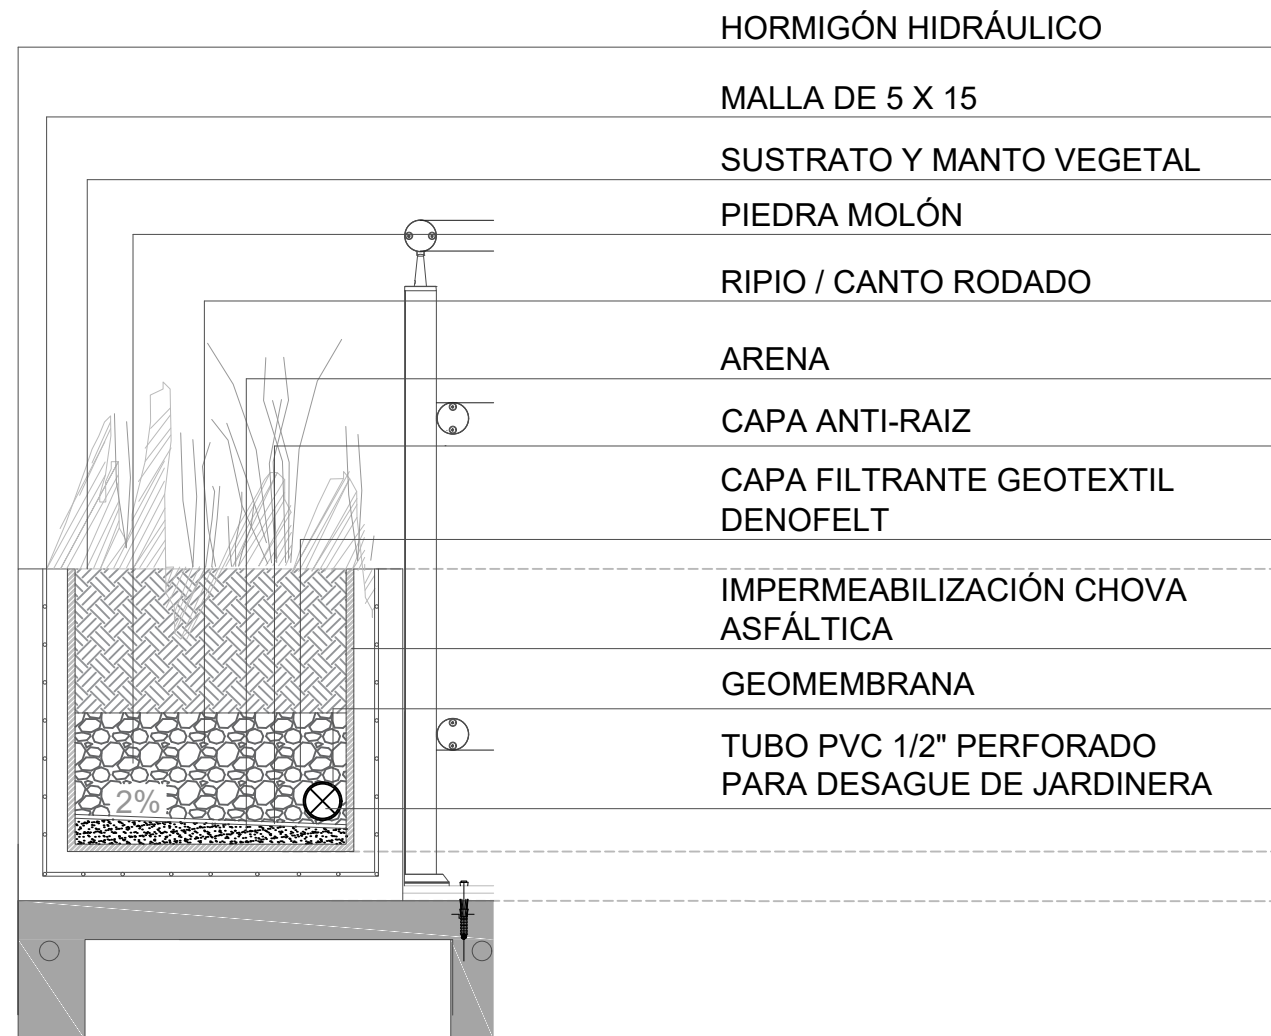 HORMIGÓN HIDRÁULICO
MALLA DE 5 X 15
SUSTRATO Y MANTO VEGETAL
PIEDRA MOLÓN
RIPIO / CANTO RODADO
ARENA
CAPA ANTI-RAIZ
CAPA FILTRANTE GEOTEXTIL
DENOFELT
IMPERMEABILIZACIÓN CHOVA
ASFÁLTICA
GEOMEMBRANA
TUBO PVC 1/2" PERFORADO
PARA DESAGUE DE JARDINERA
2%